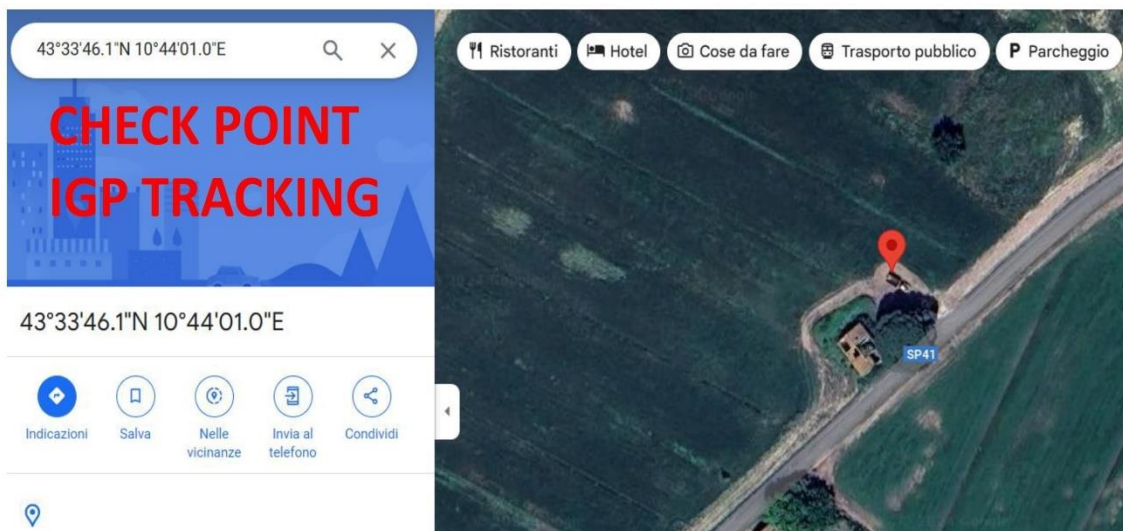 43°33'46.1"N 10°44'01.0"E
CHECK POINT
IGP TRACKING
43°33'46.1"N 10°44'01.0"E
Indicazioni
Salva
Nelle
vicinanze
Invia al
telefono
Condividi
Ristoranti
Hotel
Cose da fare
Trasporto pubblico
P Parcheggio
SP41